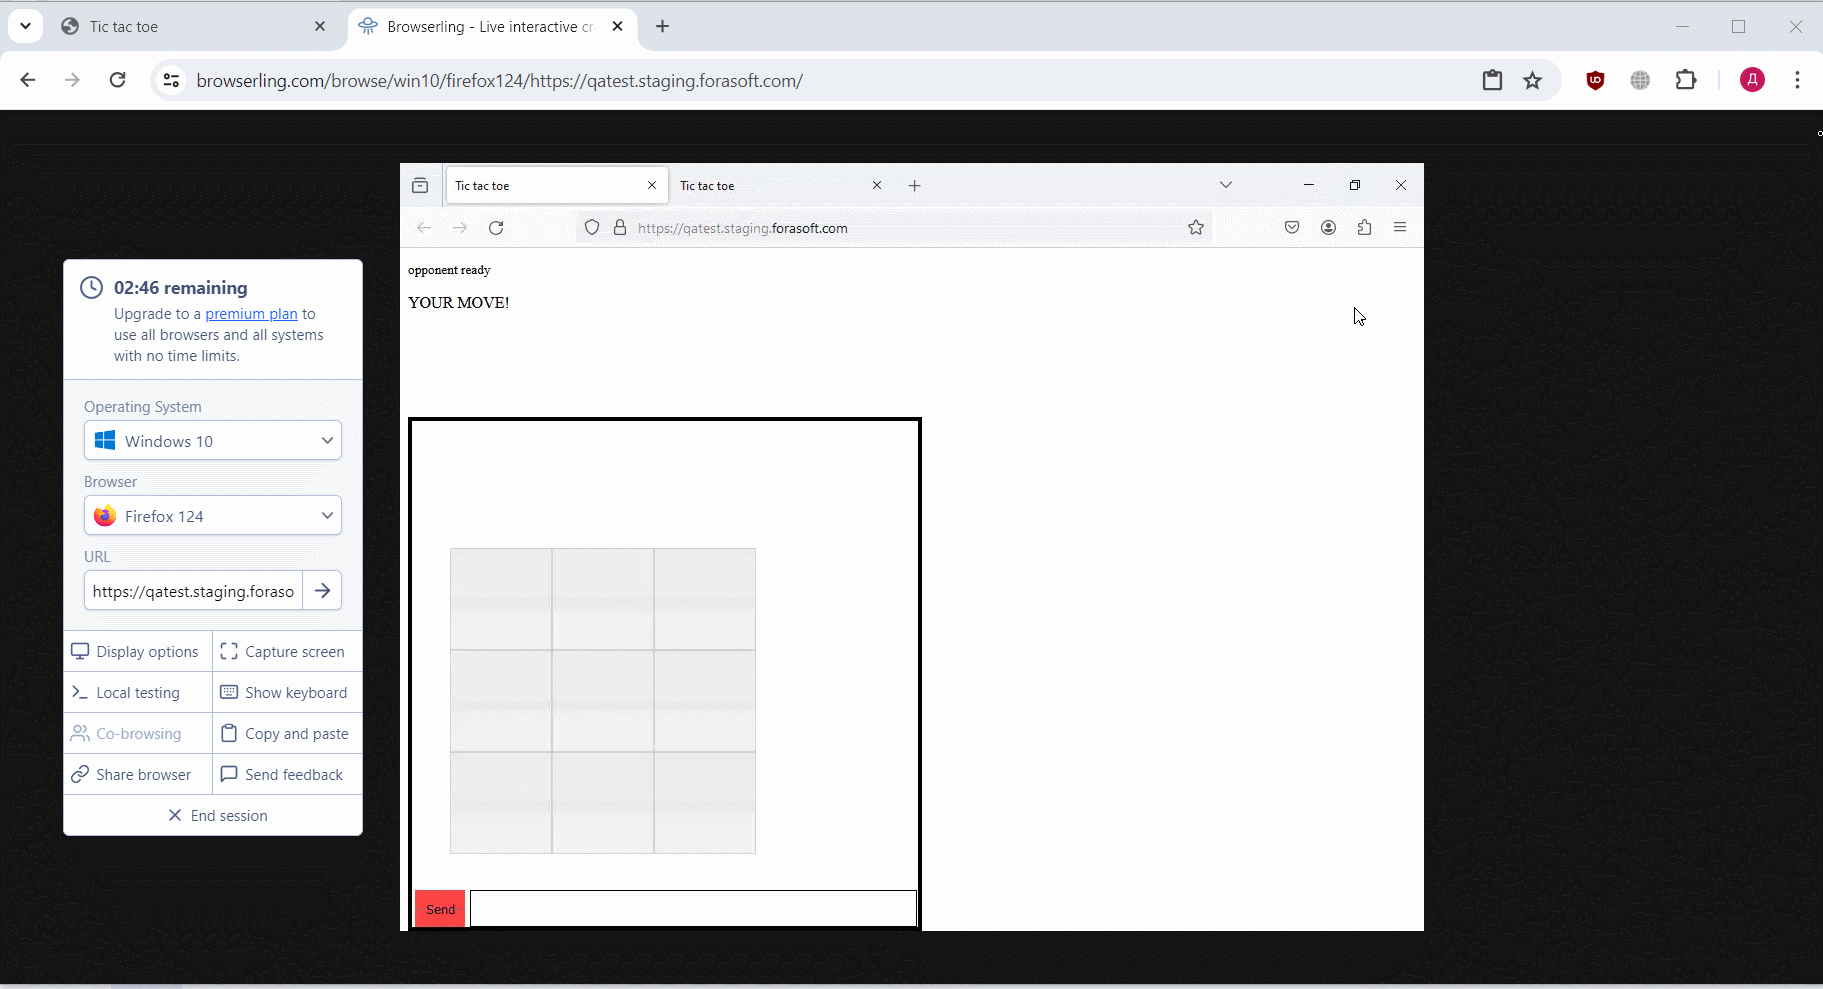 Tic tac toe
Browserling - Live interactive cr
browserling.com/browse/win10/firefox124/https://qatest.staging.forasoft.com/
Д
Tic tac toe
Tic tac toe
https://qatest.staging.forasoft.com
opponent ready
YOUR MOVE!
02:46 remaining
Upgrade to a premium plan to
use all browsers and all systems
with no time limits.
Operating System
Windows 10
Browser
Firefox 124
URL
https://qatest.staging.foraso
Display options
Capture screen
Local testing
Show keyboard
Co-browsing
Copy and paste
Share browser
Send feedback
End session
Send